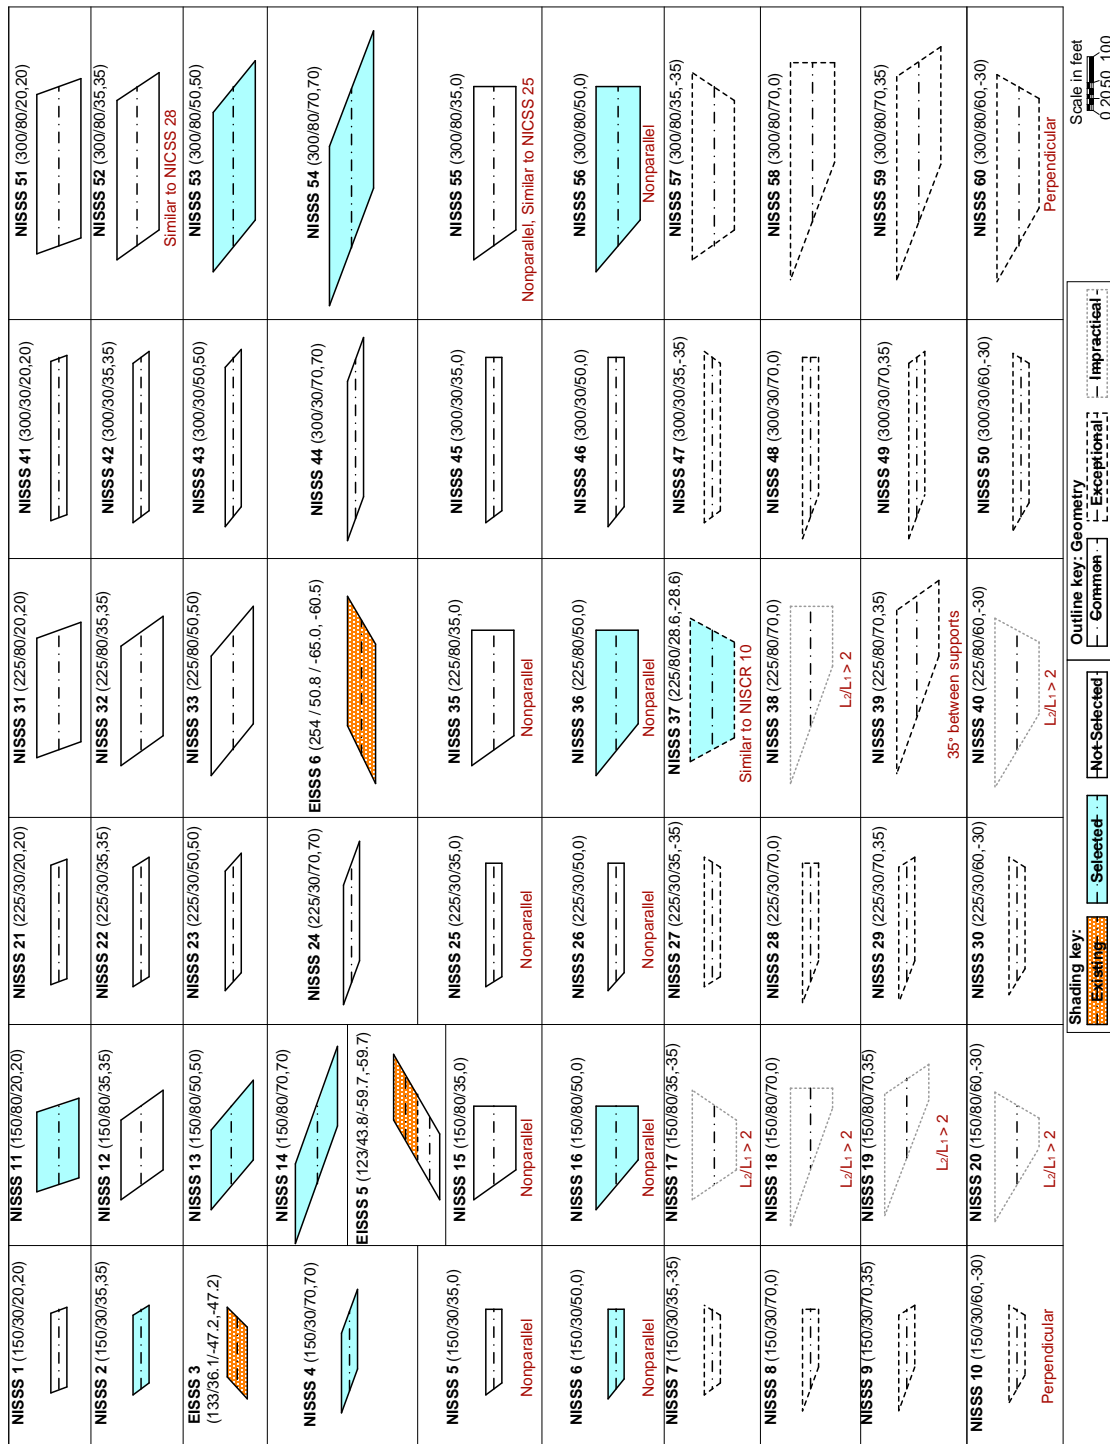 NISSS 1 (150/30/20,20)
NISSS 2 (150/30/35,35)
EISSS 3
(133/36.1/-47.2,-47.2)
NISSS 4 (150/30/70,70)
NISSS 5 (150/30/35,0)
Nonparallel
NISSS 6 (150/30/50,0)
Nonparallel
NISSS 7 (150/30/35,-35)
NISSS 8 (150/30/70,0)
NISSS 9 (150/30/70,35)
NISSS 10 (150/30/60,-30)
Perpendicular
NISSS 11 (150/80/20,20)
NISSS 12 (150/80/35,35)
NISSS 13 (150/80/50,50)
NISSS 14 (150/80/70,70)
EISSS 5 (123/43.8/-59.7,-59.7)
NISSS 15 (150/80/35,0)
Nonparallel
NISSS 16 (150/80/50,0)
Nonparallel
NISSS 17 (150/80/35,-35)
L₂/L₁ > 2
NISSS 18 (150/80/70,0)
L₂/L₁ > 2
NISSS 19 (150/80/70,35)
L₂/L₁ > 2
NISSS 20 (150/80/60,-30)
L₂/L₁ > 2
NISSS 21 (225/30/20,20)
NISSS 22 (225/30/35,35)
NISSS 23 (225/30/50,50)
NISSS 24 (225/30/70,70)
NISSS 25 (225/30/35,0)
Nonparallel
NISSS 26 (225/30/50,0)
Nonparallel
NISSS 27 (225/30/35,-35)
NISSS 28 (225/30/70,0)
NISSS 29 (225/30/70,35)
NISSS 30 (225/30/60,-30)
NISSS 31 (225/80/20,20)
NISSS 32 (225/80/35,35)
NISSS 33 (225/80/50,50)
EISSS 6 (254 / 50.8 / -65.0, -60.5)
NISSS 35 (225/80/35,0)
Nonparallel
NISSS 36 (225/80/50,0)
Nonparallel
NISSS 37 (225/80/28.6,-28.6)
Similar to NISCR 10
NISSS 38 (225/80/70,0)
L₂/L₁ > 2
NISSS 39 (225/80/70,35)
35° between supports
NISSS 40 (225/80/60,-30)
L₂/L₁ > 2
NISSS 41 (300/30/20,20)
NISSS 42 (300/30/35,35)
NISSS 43 (300/30/50,50)
NISSS 44 (300/30/70,70)
NISSS 45 (300/30/35,0)
NISSS 46 (300/30/50,0)
NISSS 47 (300/30/35,-35)
NISSS 48 (300/30/70,0)
NISSS 49 (300/30/70,35)
NISSS 50 (300/30/60,-30)
NISSS 51 (300/80/20,20)
NISSS 52 (300/80/35,35)
Similar to NICSS 28
NISSS 53 (300/80/50,50)
NISSS 54 (300/80/70,70)
NISSS 55 (300/80/35,0)
Nonparallel, Similar to NICSS 25
NISSS 56 (300/80/50,0)
Nonparallel
NISSS 57 (300/80/35,-35)
NISSS 58 (300/80/70,0)
NISSS 59 (300/80/70,35)
NISSS 60 (300/80/60,-30)
Perpendicular
Shading key:
Existing
Selected
Not Selected
Outline key: Geometry
Common
Exceptional
Impractical
Scale in feet
0 20 50 100